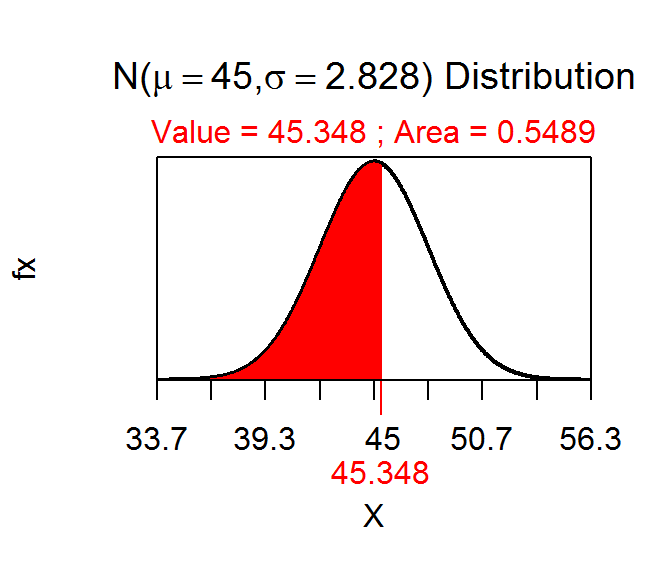 N(μ = 45,σ = 2.828) Distribution
Value = 45.348 ; Area = 0.5489
fx
33.7 39.3 45 50.7 56.3
45.348
X